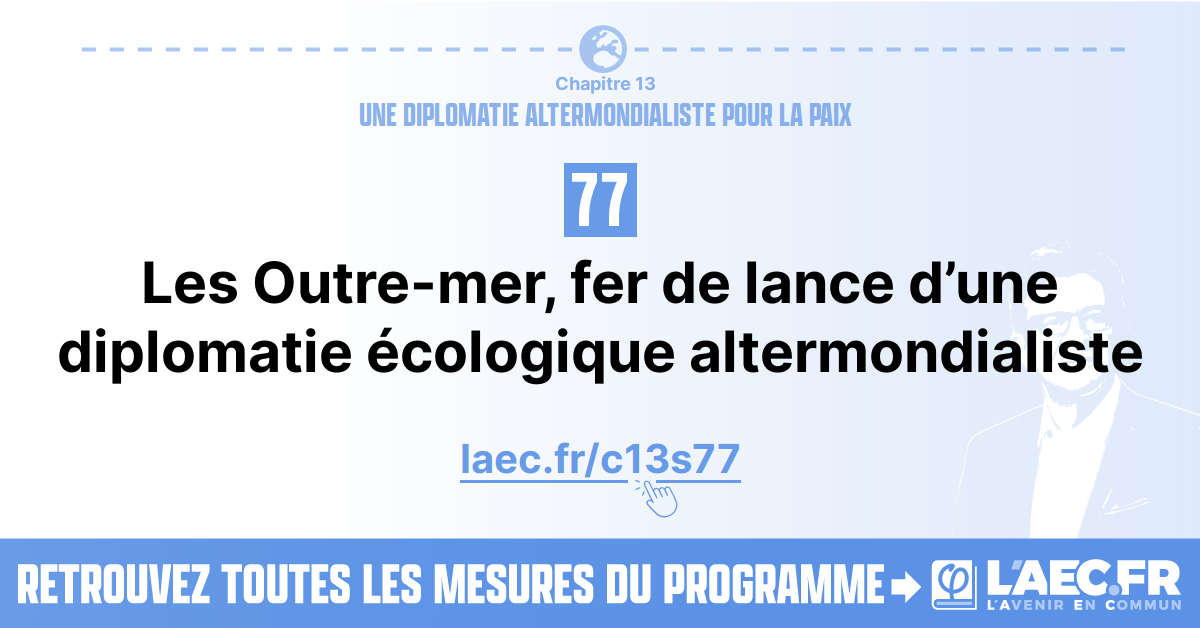 Chapitre 13
UNE DIPLOMATIE ALTERMONDIALISTE POUR LA PAIX
77
Les Outre-mer, fer de lance d’une
diplomatie écologique altermondialiste
laec.fr/c13s77
RETROUVEZ TOUTES LES MESURES DU PROGRAMME
φ L'AEC.FR
L'AVENIR EN COMMUN